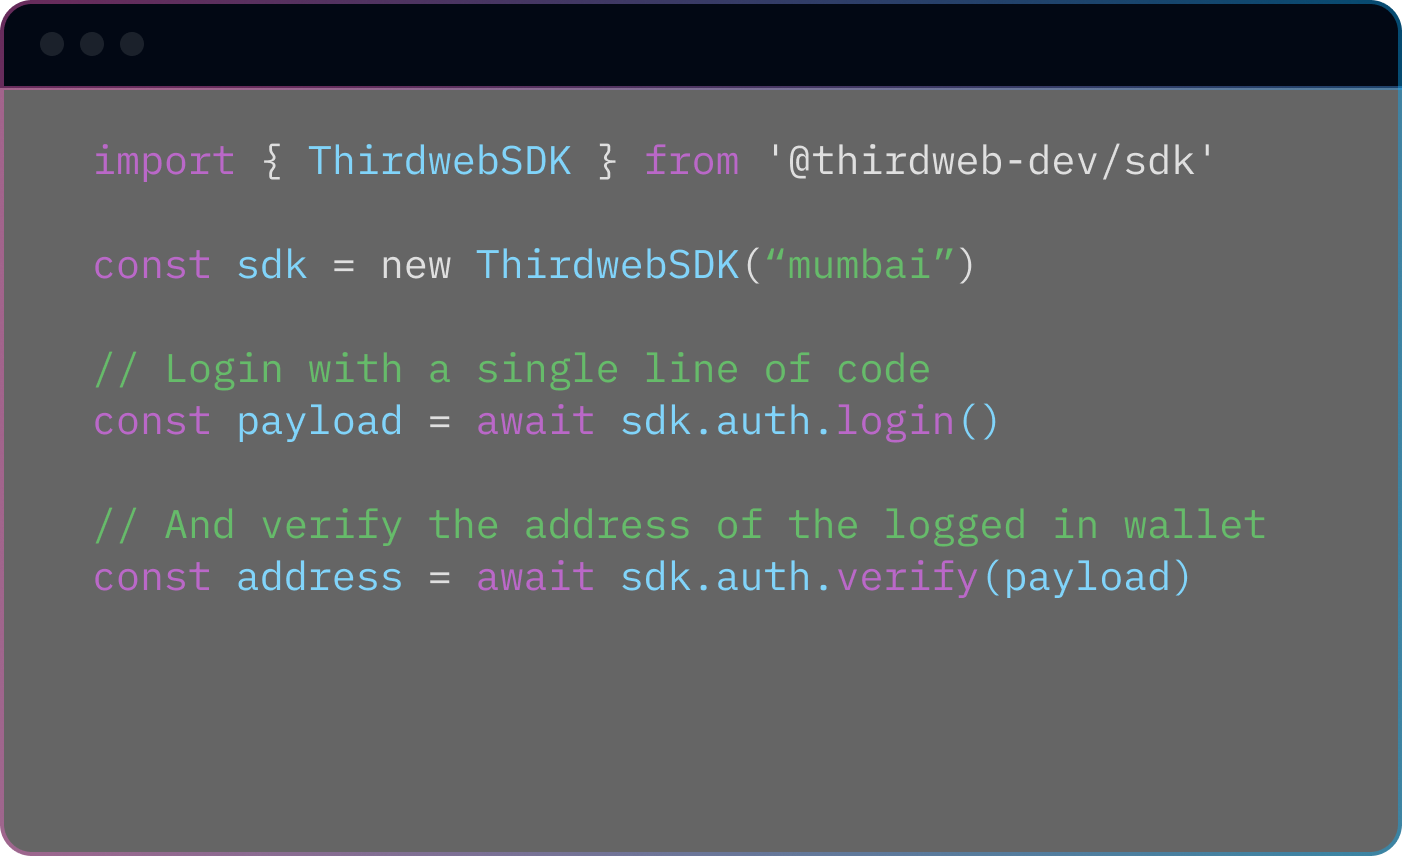 import { ThirdwebSDK } from '@thirdweb-dev/sdk'
const sdk = new ThirdwebSDK(“mumbai”)
// Login with a single line of code
const payload = await sdk.auth.login()
// And verify the address of the logged in wallet
const address = await sdk.auth.verify(payload)